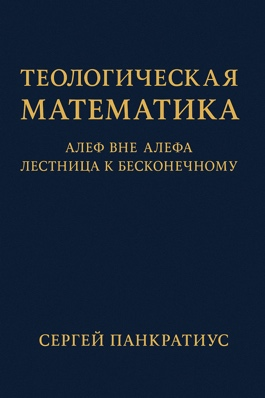 ТЕОЛОГИЧЕСКАЯ
МАТЕМАТИКА
АЛЕФ ВНЕ АЛЕФА
ЛЕСТНИЦА К БЕСКОНЕЧНОМУ
СЕРГЕЙ ПАНКРАТИУС